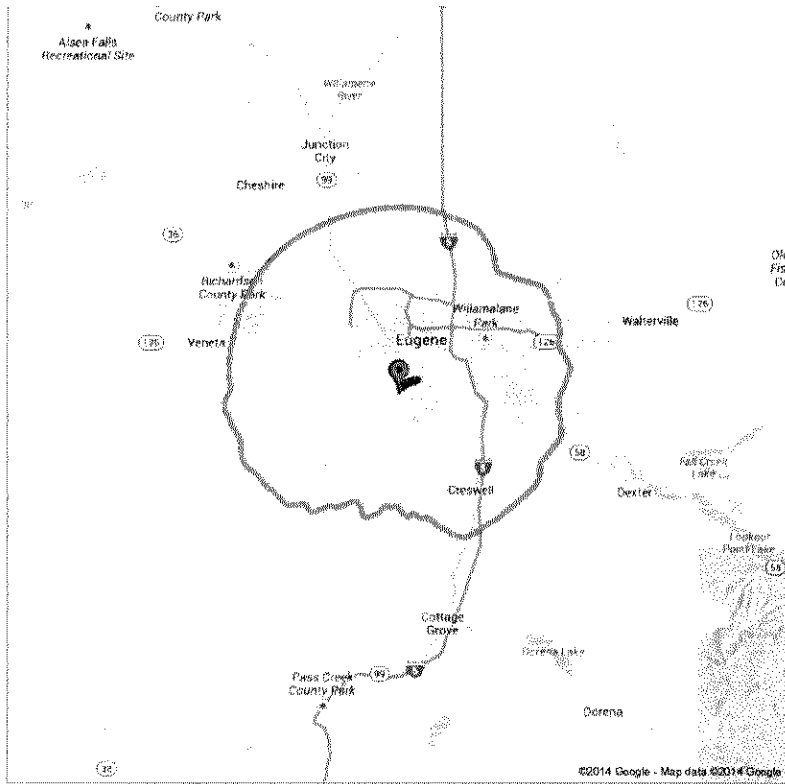 County Park
Alsea Falls
Recreational Site
Willamette
River
Junction
City
99
Cheshire
36
Richardson
County Park
Willamalane
Park
126
Walterville
126
Veneta
Eugene
126
58
Fall Creek
Lake
Creswell
Dexter
Lookout
Point Lake
58
Cottage
Grove
Dorena Lake
Pass Creek
County Park
99
Dorena
©2014 Google - Map data ©2014 Google